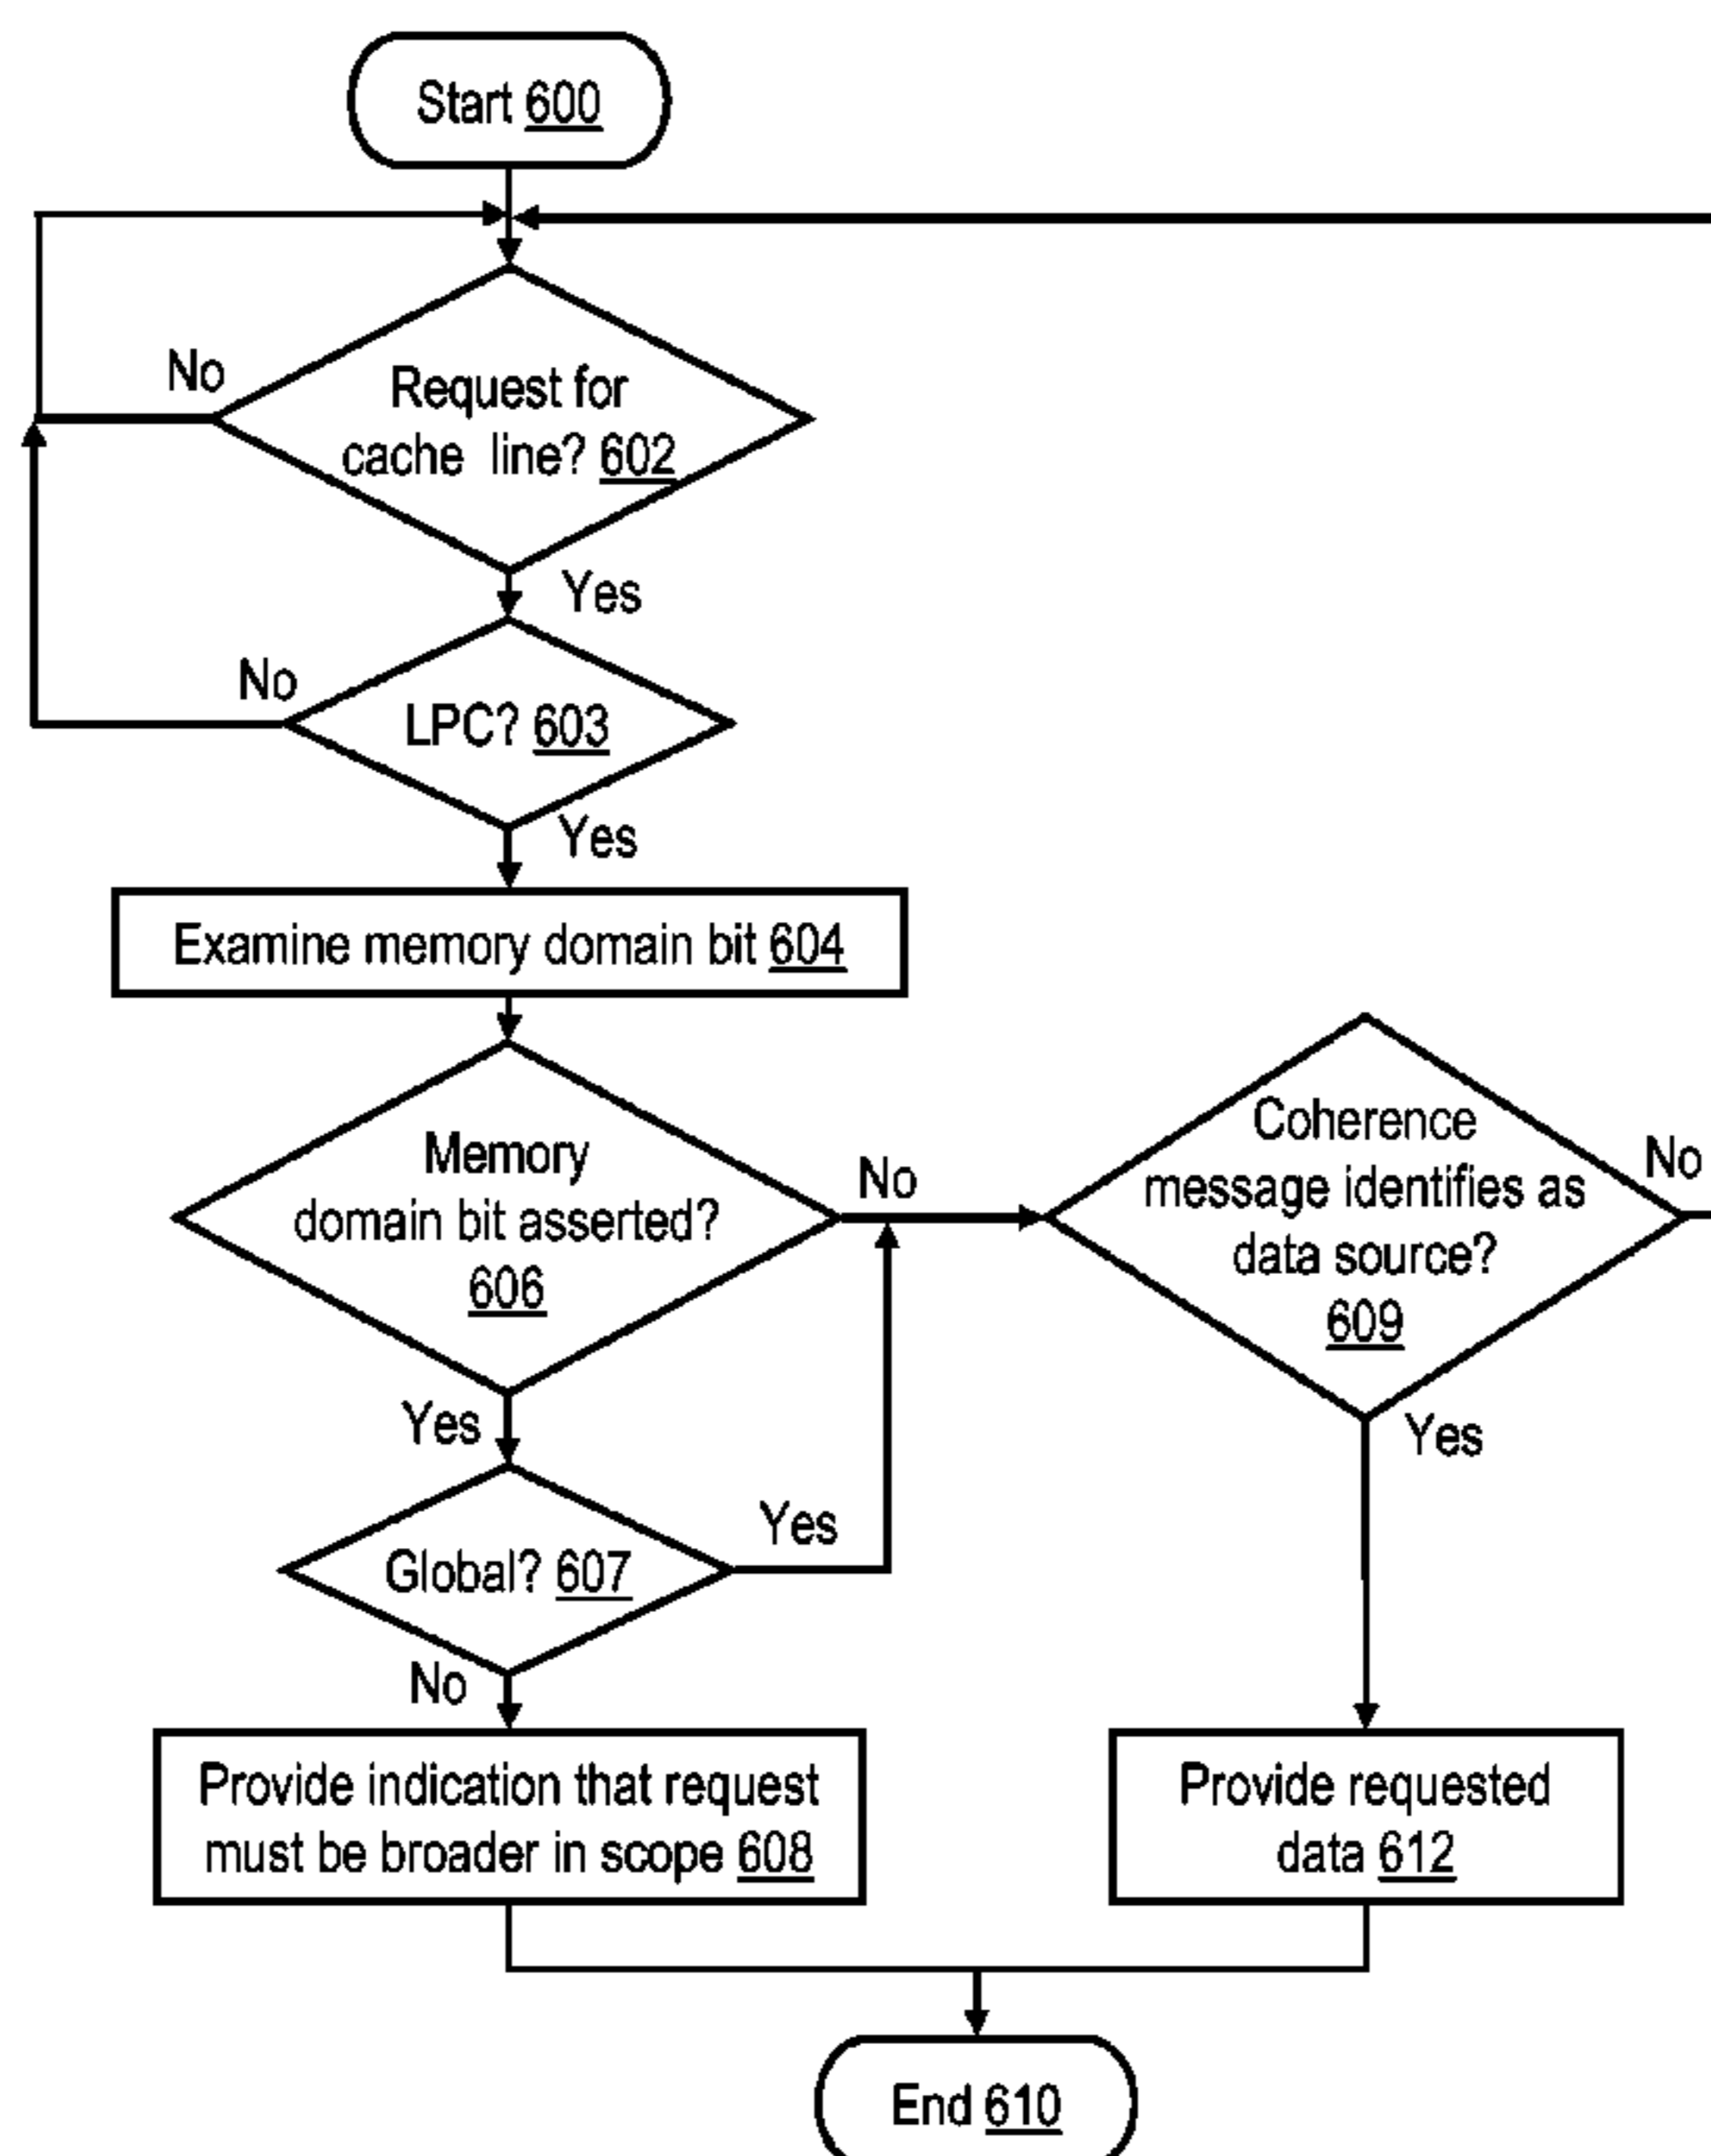 Start 600
No
Request for
cache line? 602
Yes
No
LPC? 603
Yes
Examine memory domain bit 604
Memory
domain bit asserted?
606
No
Coherence
message identifies as
data source?
609
No
Yes
Yes
Global? 607
Yes
No
Provide indication that request
must be broader in scope 608
Provide requested
data 612
End 610